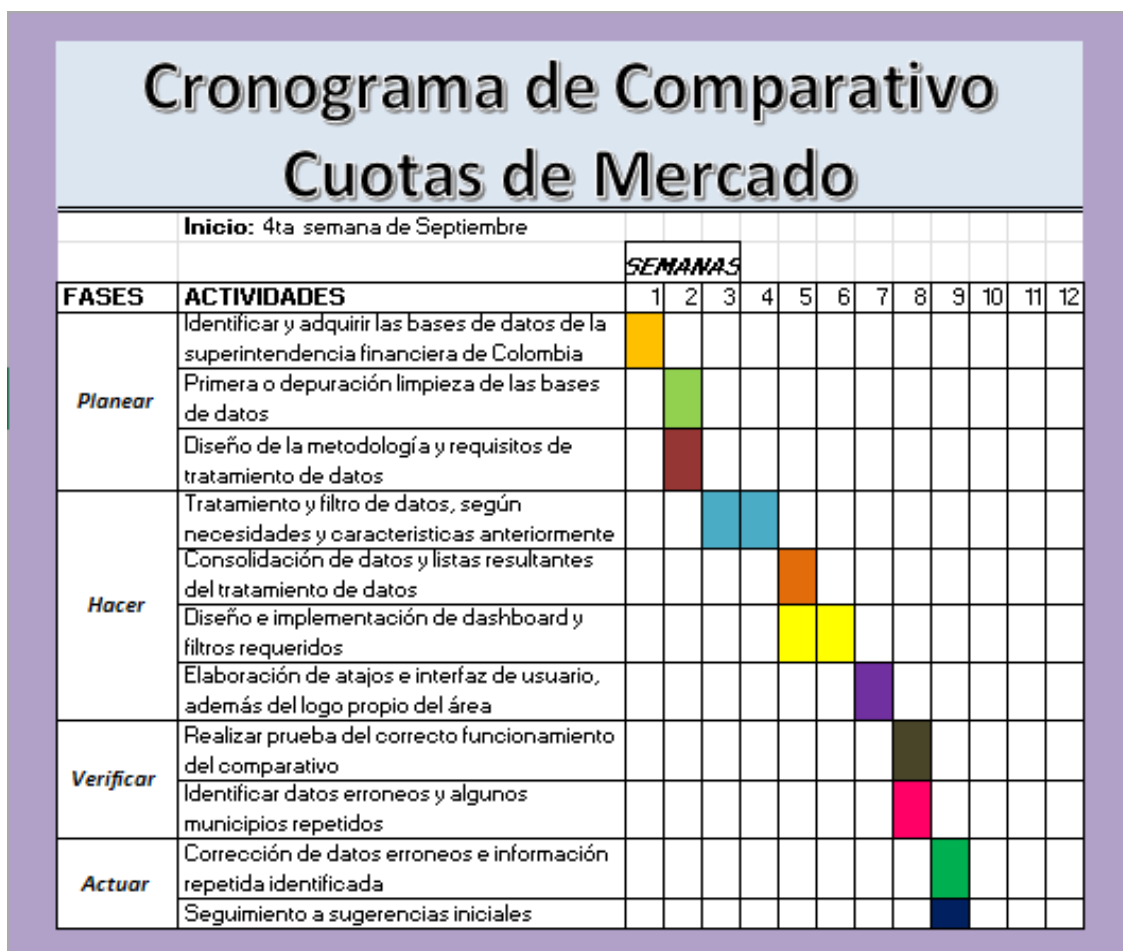 Cronograma de Comparativo
Cuotas de Mercado
Inicio: 4ta semana de Septiembre
SEMANAS
FASES ACTIVIDADES 1 2 3 4 5 6 7 8 9 10 11 12
Planear
Identificar y adquirir las bases de datos de la
superintendencia financiera de Colombia
Primera o depuración limpieza de las bases
de datos
Diseño de la metodología y requisitos de
tratamiento de datos
Hacer
Tratamiento y filtro de datos, según
necesidades y caracteristicas anteriormente
Consolidación de datos y listas resultantes
del tratamiento de datos
Diseño e implementación de dashboard y
filtros requeridos
Elaboración de atajos e interfaz de usuario,
además del logo propio del área
Verificar
Realizar prueba del correcto funcionamiento
del comparativo
Identificar datos erroneos y algunos
municipios repetidos
Actuar
Corrección de datos erroneos e información
repetida identificada
Seguimiento a sugerencias iniciales